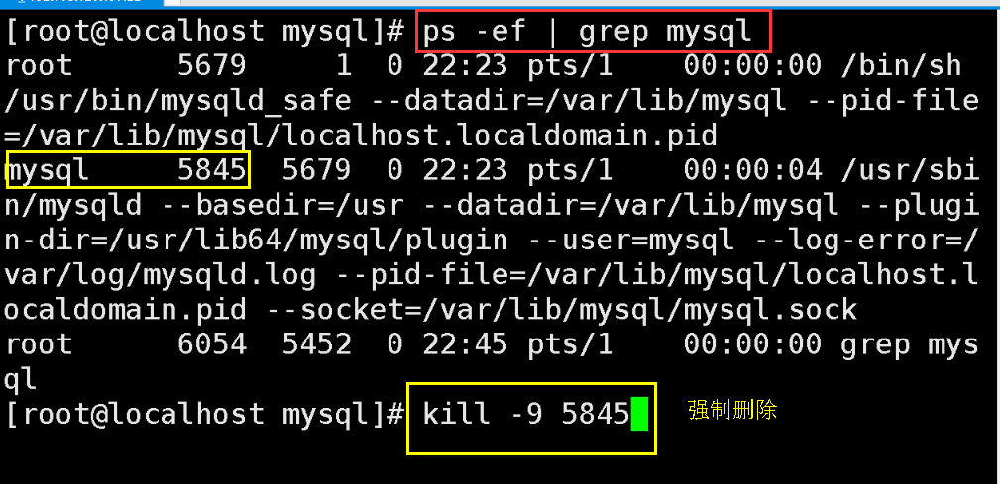 [root@localhost mysql]# ps -ef | grep mysql
root      5679     1  0 22:23 pts/1    00:00:00 /bin/sh
/usr/bin/mysqld_safe --datadir=/var/lib/mysql --pid-file
=/var/lib/mysql/localhost.localdomain.pid
mysql     5845  5679  0 22:23 pts/1    00:00:04 /usr/sbi
n/mysqld --basedir=/usr --datadir=/var/lib/mysql --plugi
n-dir=/usr/lib64/mysql/plugin --user=mysql --log-error=/
var/log/mysqld.log --pid-file=/var/lib/mysql/localhost.l
ocaldomain.pid --socket=/var/lib/mysql/mysql.sock
root      6054  5452  0 22:45 pts/1    00:00:00 grep mys
ql
[root@localhost mysql]# kill -9 5845 强制删除